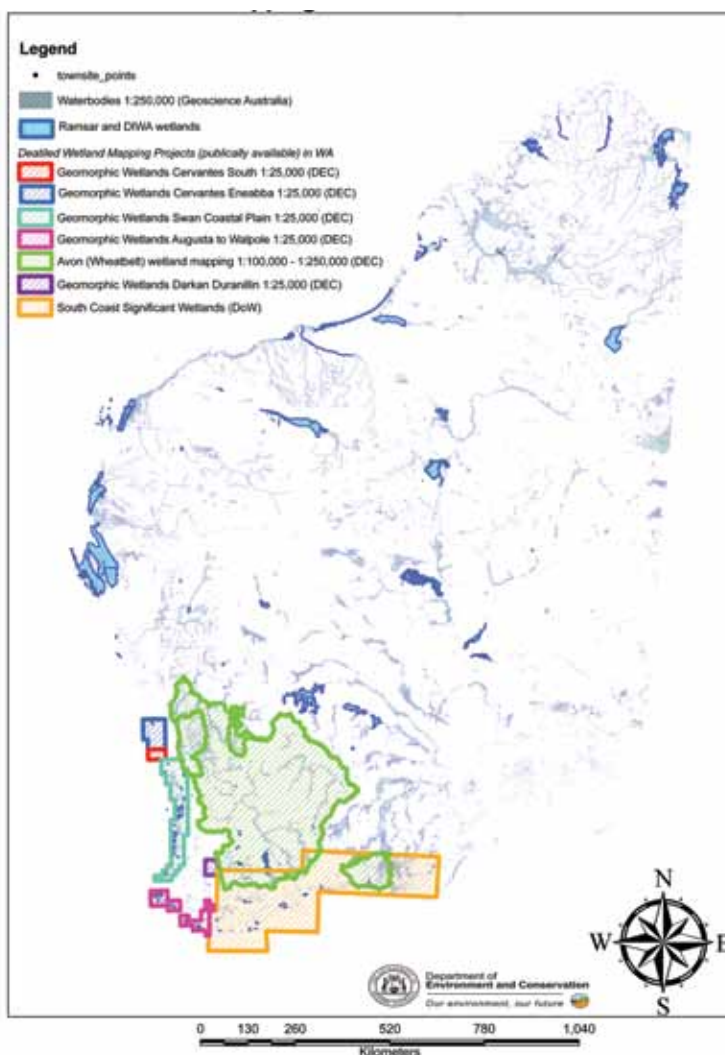 Legend
townsite_points
Waterbodies 1:250,000 (Geoscience Australia)
Ramsar and DIWA wetlands
Deatiled Wetland Mapping Projects (publically available) in WA
Geomorphic Wetlands Cervantes South 1:25,000 (DEC)
Geomorphic Wetlands Cervantes Eneabba 1:25,000 (DEC)
Geomorphic Wetlands Swan Coastal Plain 1:25,000 (DEC)
Geomorphic Wetlands Augusta to Walpole 1:25,000 (DEC)
Avon (Wheatbelt) wetland mapping 1:100,000 - 1:250,000 (DEC)
Geomorphic Wetlands Darkan Duranillin 1:25,000 (DEC)
South Coast Significant Wetlands (DoW)
N
W E
S
Department of
Environment and Conservation
Our environment, our future
0 130 260 520 780 1,040
Kilometers